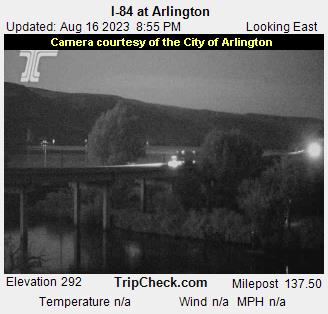 I-84 at Arlington
Updated: Aug 16 2023 8:55 PM Looking East
Camera courtesy of the City of Arlington
Elevation 292 TripCheck.com Milepost 137.50
Temperature n/a Wind n/a MPH n/a